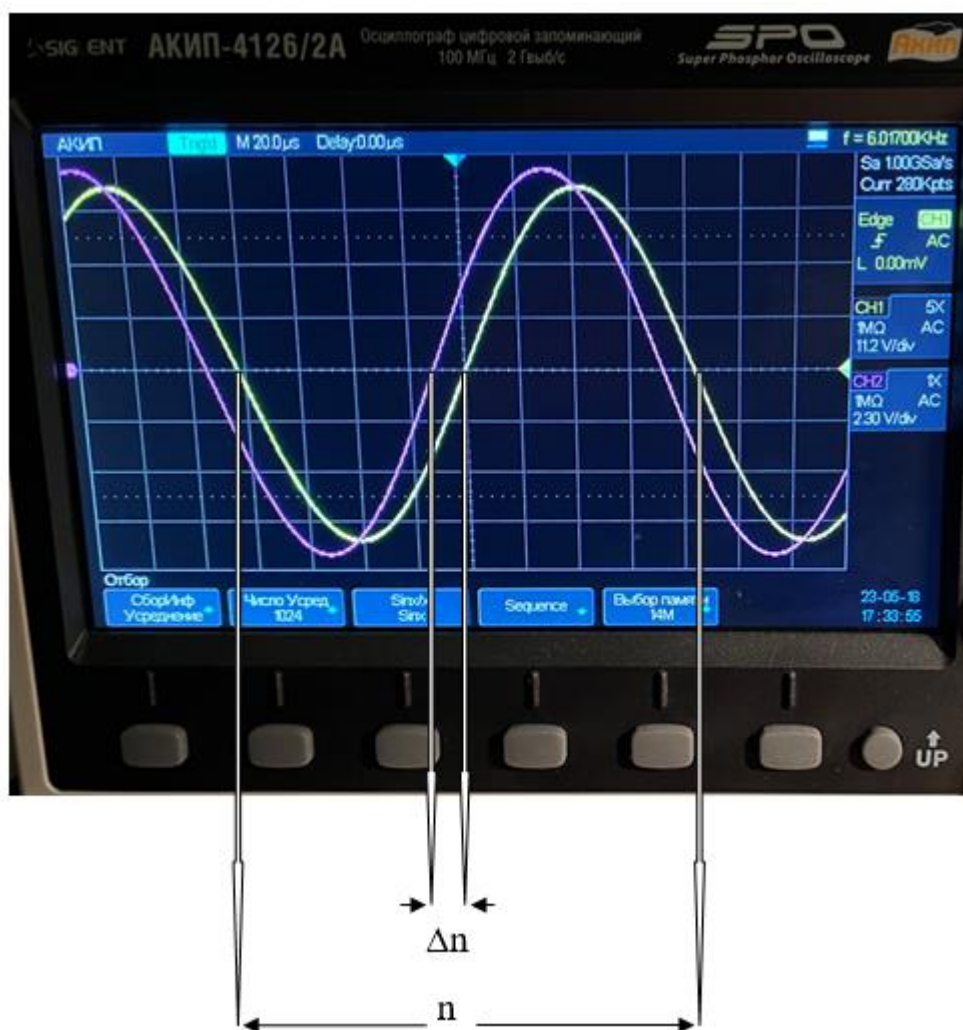 SIGLENT АКИП-4126/2А Осциллограф цифровой запоминающий
100 МГц 2 Гвыб/с
SPO
Super Phosphor Oscilloscope
АКИП
АКИП Trig'd M 20.0µs Delay:0.00µs f = 6.01700KHz
Sa 1.00GSa/s
Curr 280Kpts
Edge CH1
AC
L 0.00mV
CH1 5X
1MΩ AC
11.2 V/div
CH2 1X
1MΩ AC
2.30 V/div
Отбор
СборИнф
Усреднение
Число Усред.
1024
Sinx/x
Sinx
Sequence
Выбор памяти
14M
23-05-18
17:33:55
UP
Δn
n